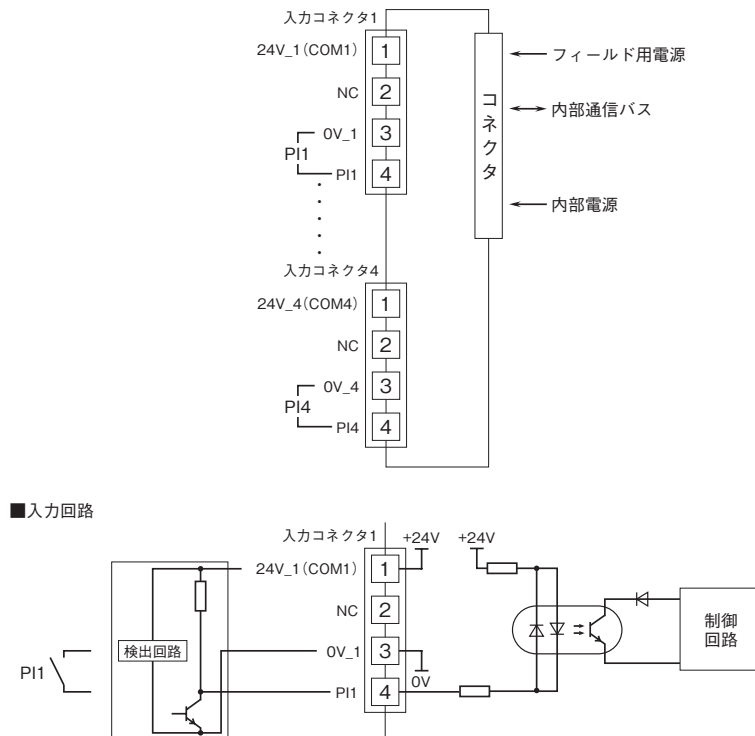 入力コネクタ1
24V_1(COM1)
1
フィールド用電源
NC
2
コネクタ
内部通信バス
0V_1
3
PI1
PI1
4
内部電源
入力コネクタ4
24V_4(COM4)
1
NC
2
0V_4
3
PI4
PI4
4
■入力回路
入力コネクタ1
+24V
+24V
24V_1(COM1)
1
NC
2
制御
回路
検出回路
0V_1
3
PI1
0V
PI1
4